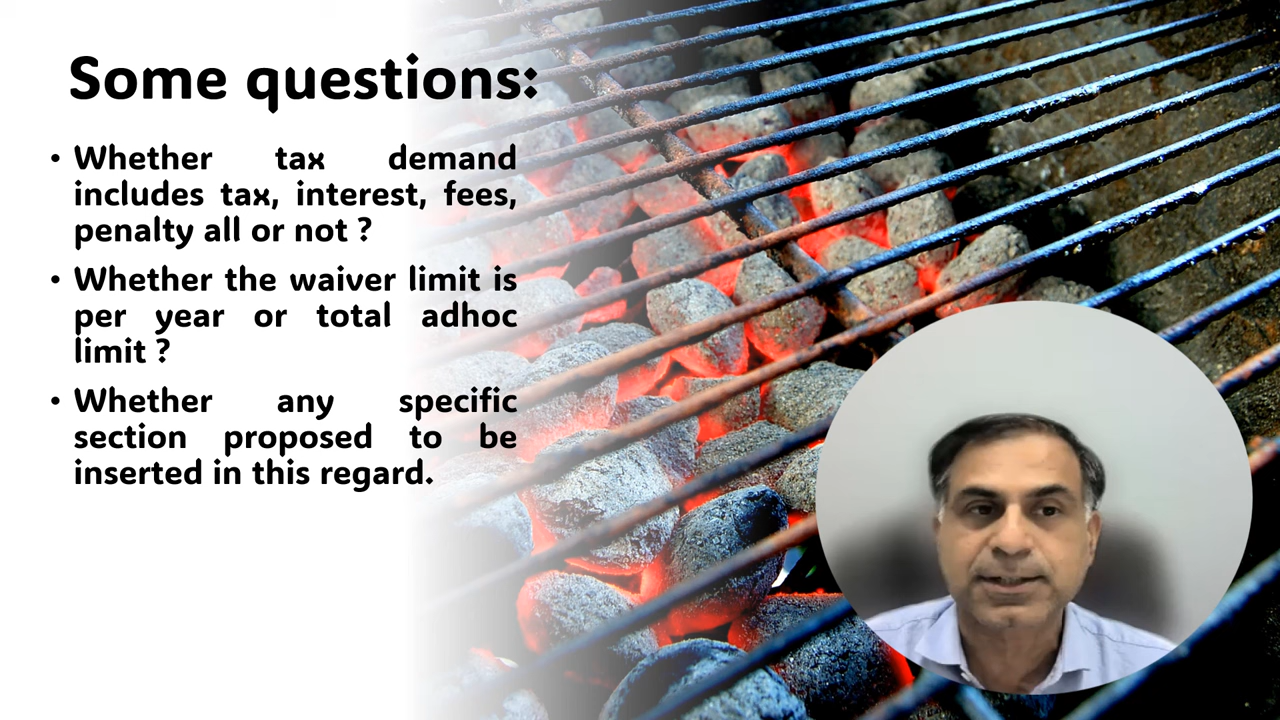 Some questions:
• Whether tax demand
includes tax, interest, fees,
penalty all or not ?
• Whether the waiver limit is
per year or total adhoc
limit ?
• Whether any specific
section proposed to be
inserted in this regard.